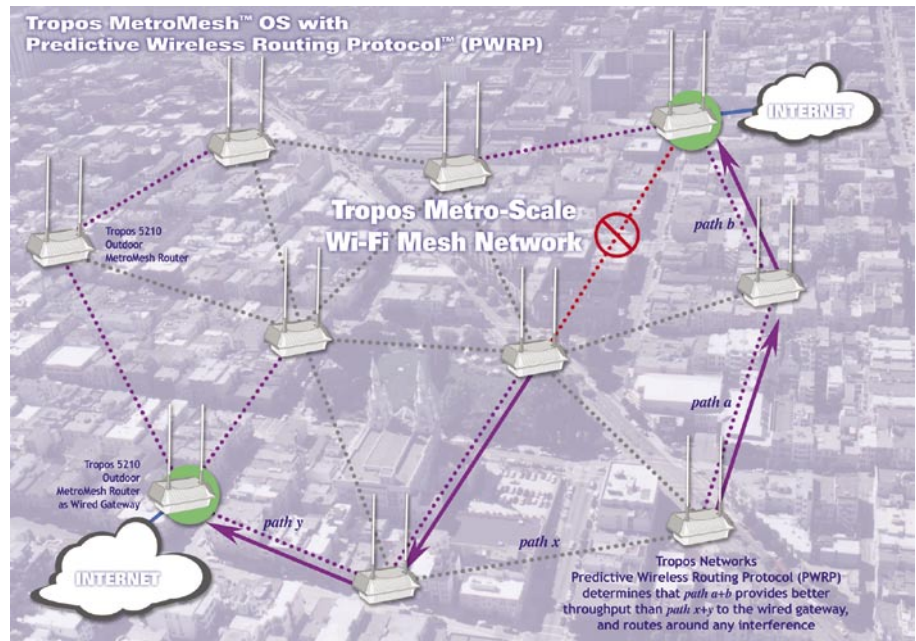 Tropos MetroMesh™ OS with
Predictive Wireless Routing Protocol™ (PWRP)
INTERNET
Tropos Metro-Scale
Wi-Fi Mesh Network
path b
Tropos 5210
Outdoor
MetroMesh Router
path a
Tropos 5210
Outdoor
MetroMesh Router
as Wired Gateway
path y
path x
INTERNET
Tropos Networks
Predictive Wireless Routing Protocol (PWRP)
determines that path a+b provides better
throughput than path x+y to the wired gateway,
and routes around any interference